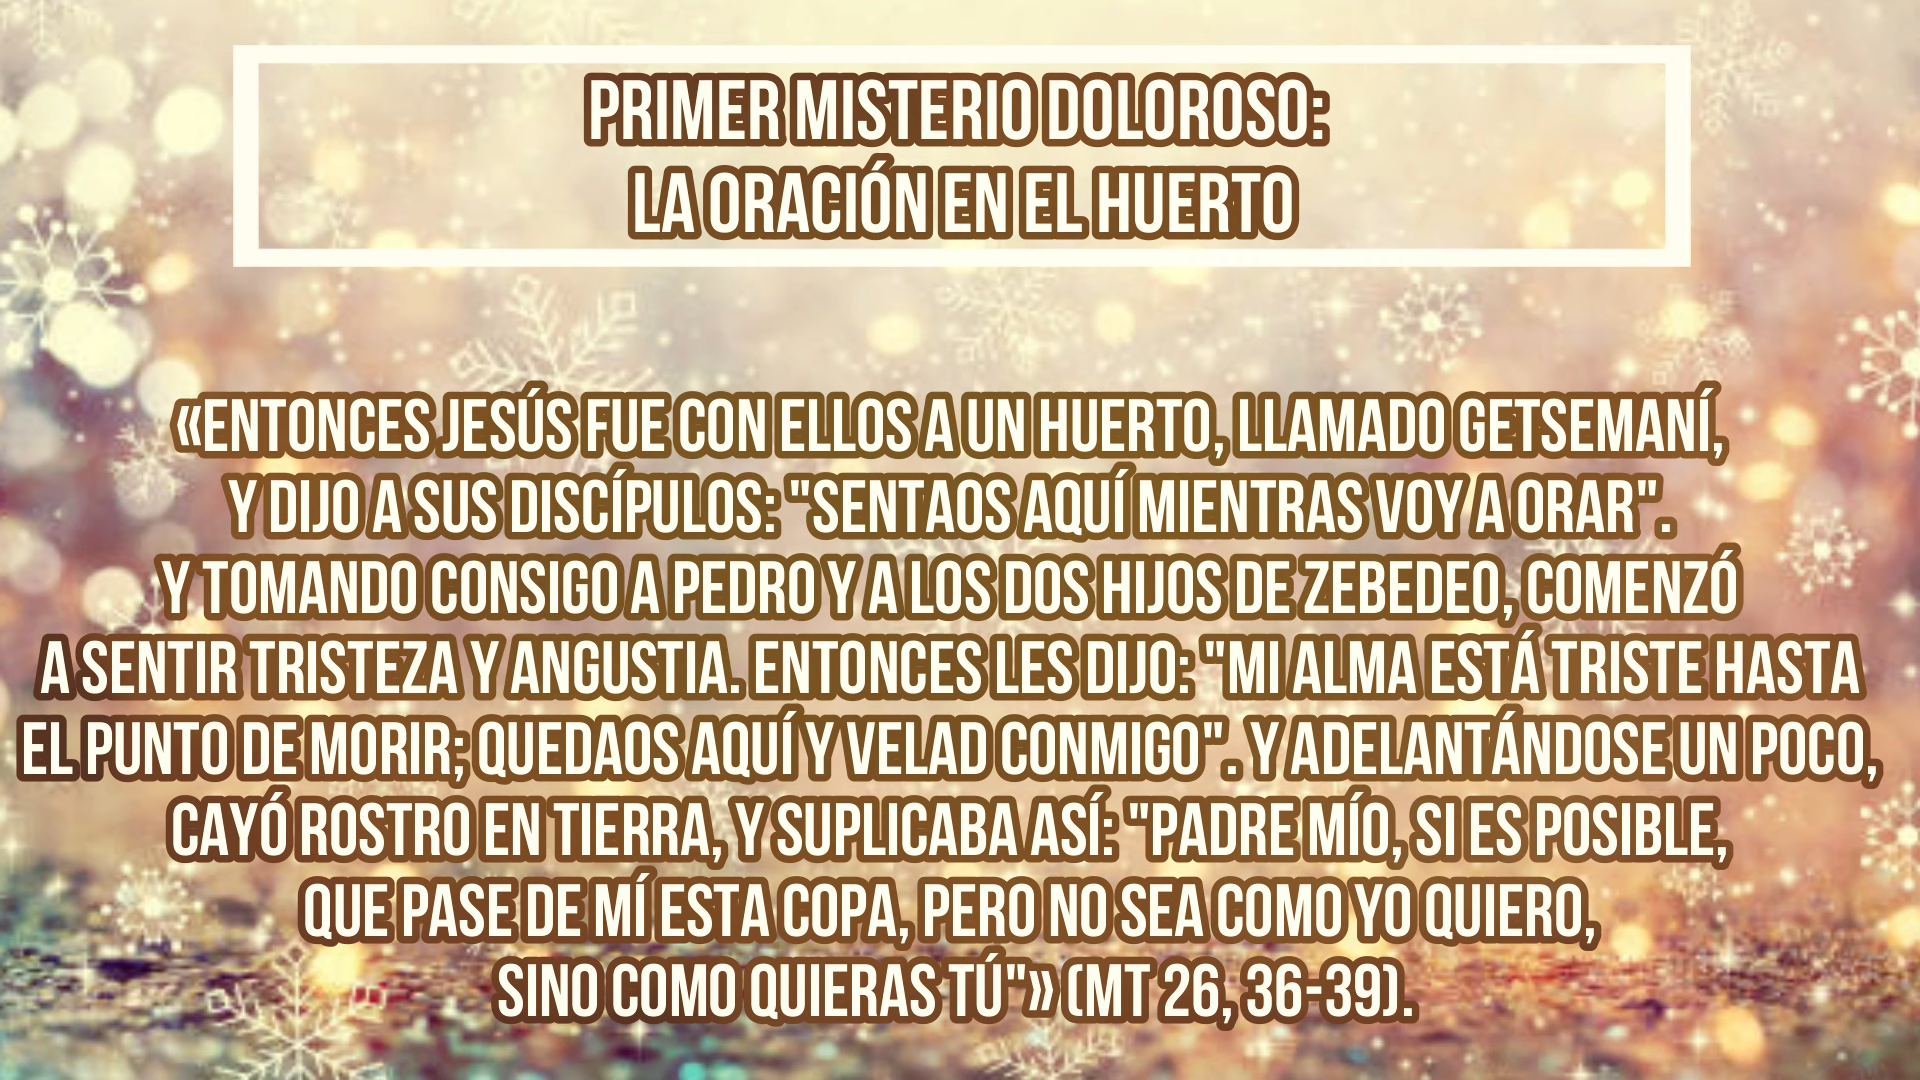 PRIMER MISTERIO DOLOROSO:
LA ORACIÓN EN EL HUERTO
«ENTONCES JESÚS FUE CON ELLOS A UN HUERTO, LLAMADO GETSEMANÍ,
Y DIJO A SUS DISCÍPULOS: "SENTAOS AQUÍ MIENTRAS VOY A ORAR".
Y TOMANDO CONSIGO A PEDRO Y A LOS DOS HIJOS DE ZEBEDEO, COMENZÓ
A SENTIR TRISTEZA Y ANGUSTIA. ENTONCES LES DIJO: "MI ALMA ESTÁ TRISTE HASTA
EL PUNTO DE MORIR; QUEDAOS AQUÍ Y VELAD CONMIGO". Y ADELANTÁNDOSE UN POCO,
CAYÓ ROSTRO EN TIERRA, Y SUPLICABA ASÍ: "PADRE MÍO, SI ES POSIBLE,
QUE PASE DE MÍ ESTA COPA, PERO NO SEA COMO YO QUIERO,
SINO COMO QUIERAS TÚ"» (MT 26, 36-39).